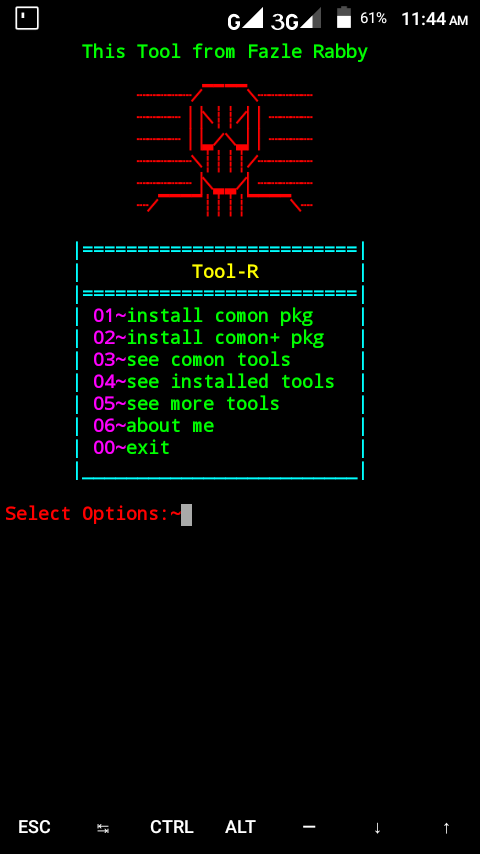 G 3G 61% 11:44 AM
This Tool from Fazle Rabby
Tool-R
01~install comon pkg
02~install comon+ pkg
03~see comon tools
04~see installed tools
05~see more tools
06~about me
00~exit
Select Options:~
ESC ↹ CTRL ALT — ↓ ↑